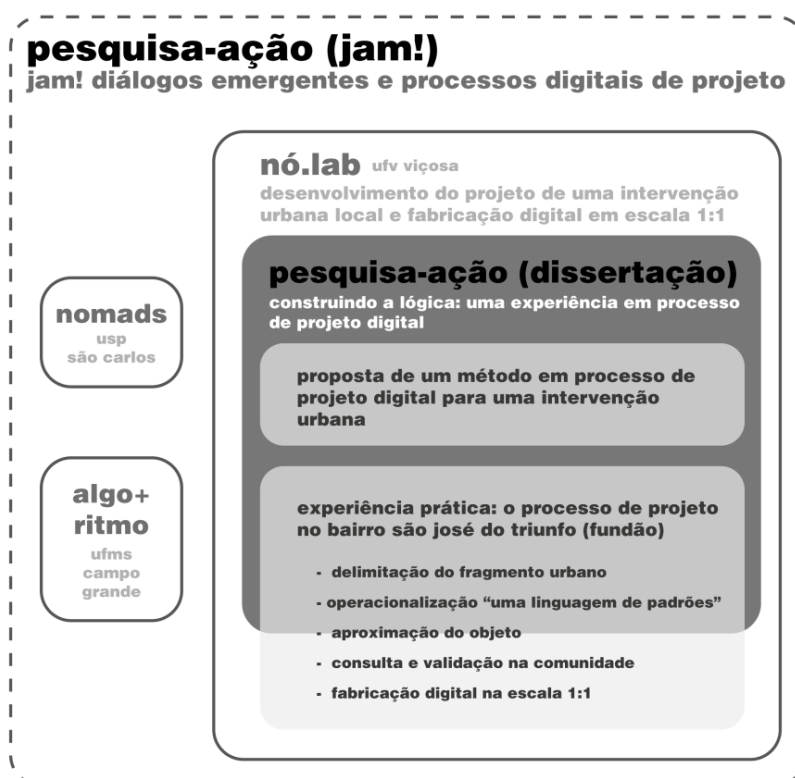 pesquisa-ação (jam!)
jam! diálogos emergentes e processos digitais de projeto
nó.lab ufv viçosa
desenvolvimento do projeto de uma intervenção
urbana local e fabricação digital em escala 1:1
pesquisa-ação (dissertação)
construindo a lógica: uma experiência em processo
de projeto digital
proposta de um método em processo de
projeto digital para uma intervenção
urbana
experiência prática: o processo de projeto
no bairro são josé do triunfo (fundão)
- delimitação do fragmento urbano
- operacionalização “uma linguagem de padrões”
- aproximação do objeto
- consulta e validação na comunidade
- fabricação digital na escala 1:1
nomads
usp
são carlos
algo+
ritmo
ufms
campo
grande